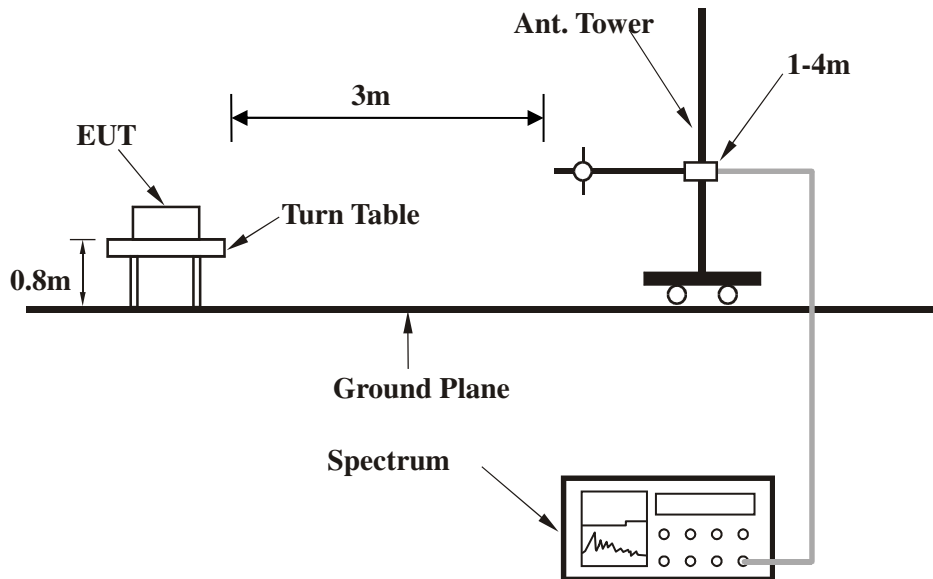 Ant. Tower
1-4m
3m
EUT
Turn Table
0.8m
Ground Plane
Spectrum